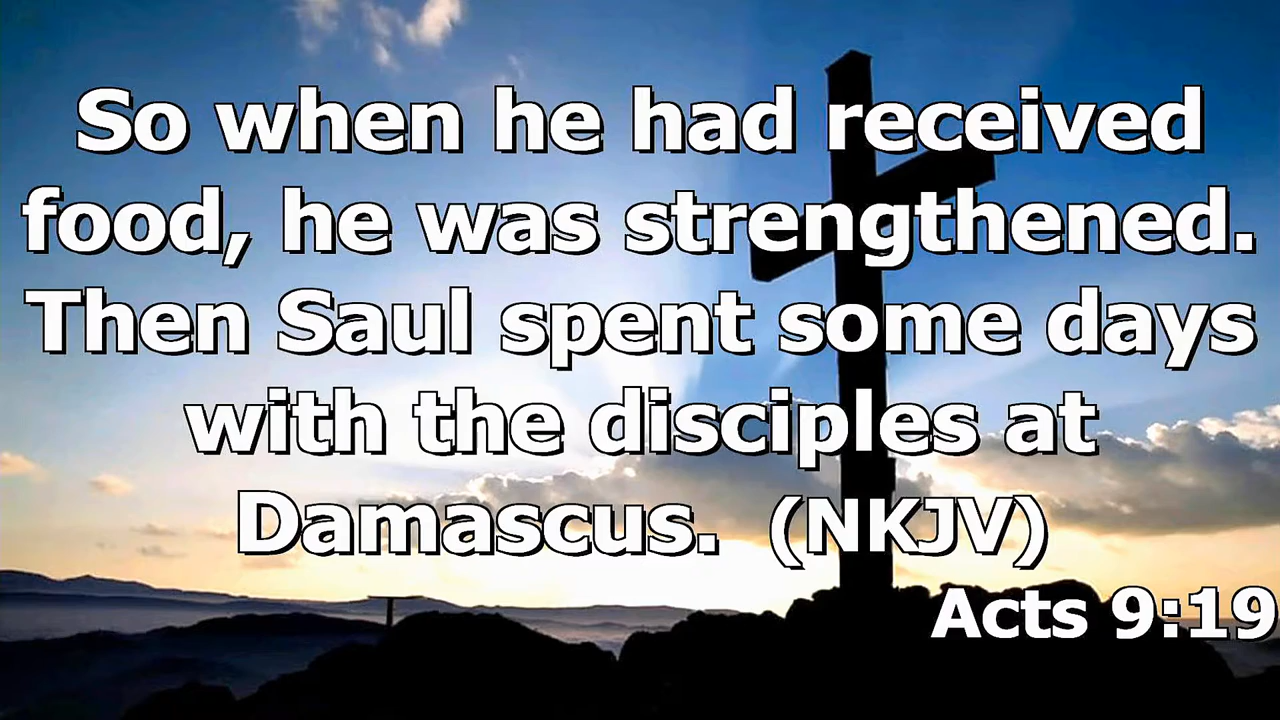 So when he had received
food, he was strengthened.
Then Saul spent some days
with the disciples at
Damascus.  (NKJV)
Acts 9:19